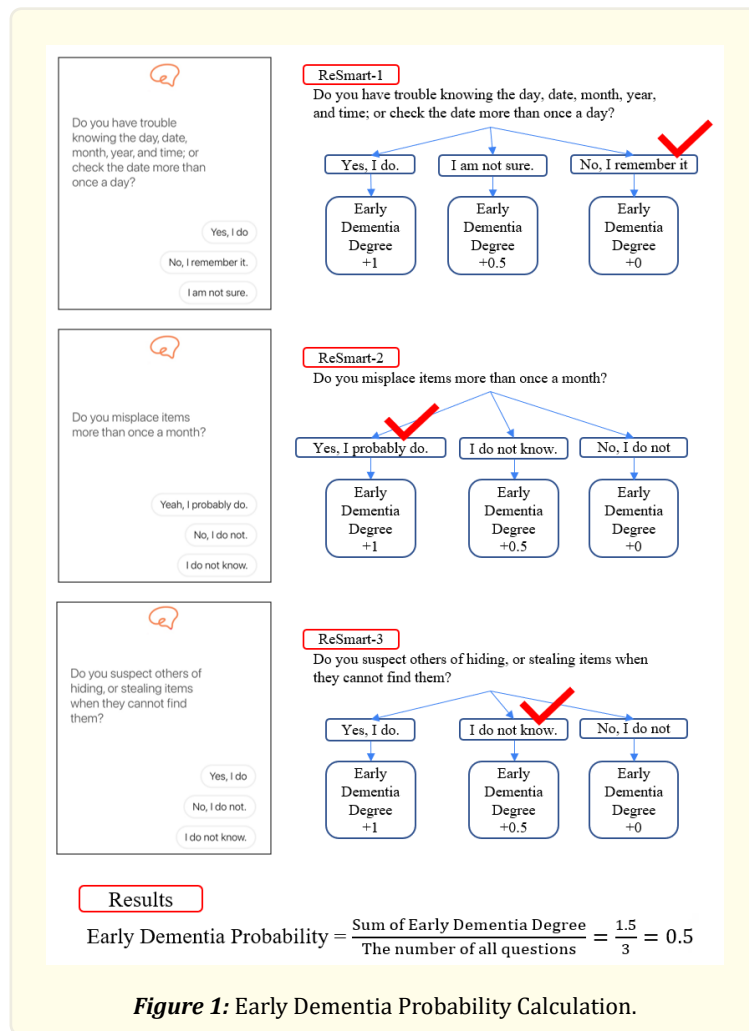 Do you have trouble
knowing the day, date,
month, year, and time; or
check the date more than
once a day?
Yes, I do
No, I remember it.
I am not sure.
ReSmart-1
Do you have trouble knowing the day, date, month, year,
and time; or check the date more than once a day?
Yes, I do.
I am not sure.
No, I remember it
Early
Dementia
Degree
+1
Early
Dementia
Degree
+0.5
Early
Dementia
Degree
+0
Do you misplace items
more than once a month?
Yeah, I probably do.
No, I do not.
I do not know.
ReSmart-2
Do you misplace items more than once a month?
Yes, I probably do.
I do not know.
No, I do not
Early
Dementia
Degree
+1
Early
Dementia
Degree
+0.5
Early
Dementia
Degree
+0
Do you suspect others of
hiding, or stealing items
when they cannot find
them?
Yes, I do
No, I do not.
I do not know.
ReSmart-3
Do you suspect others of hiding, or stealing items when
they cannot find them?
Yes, I do.
I do not know.
No, I do not
Early
Dementia
Degree
+1
Early
Dementia
Degree
+0.5
Early
Dementia
Degree
+0
Results
Early Dementia Probability = Sum of Early Dementia Degree / The number of all questions = 1.5 / 3 = 0.5
Figure 1: Early Dementia Probability Calculation.